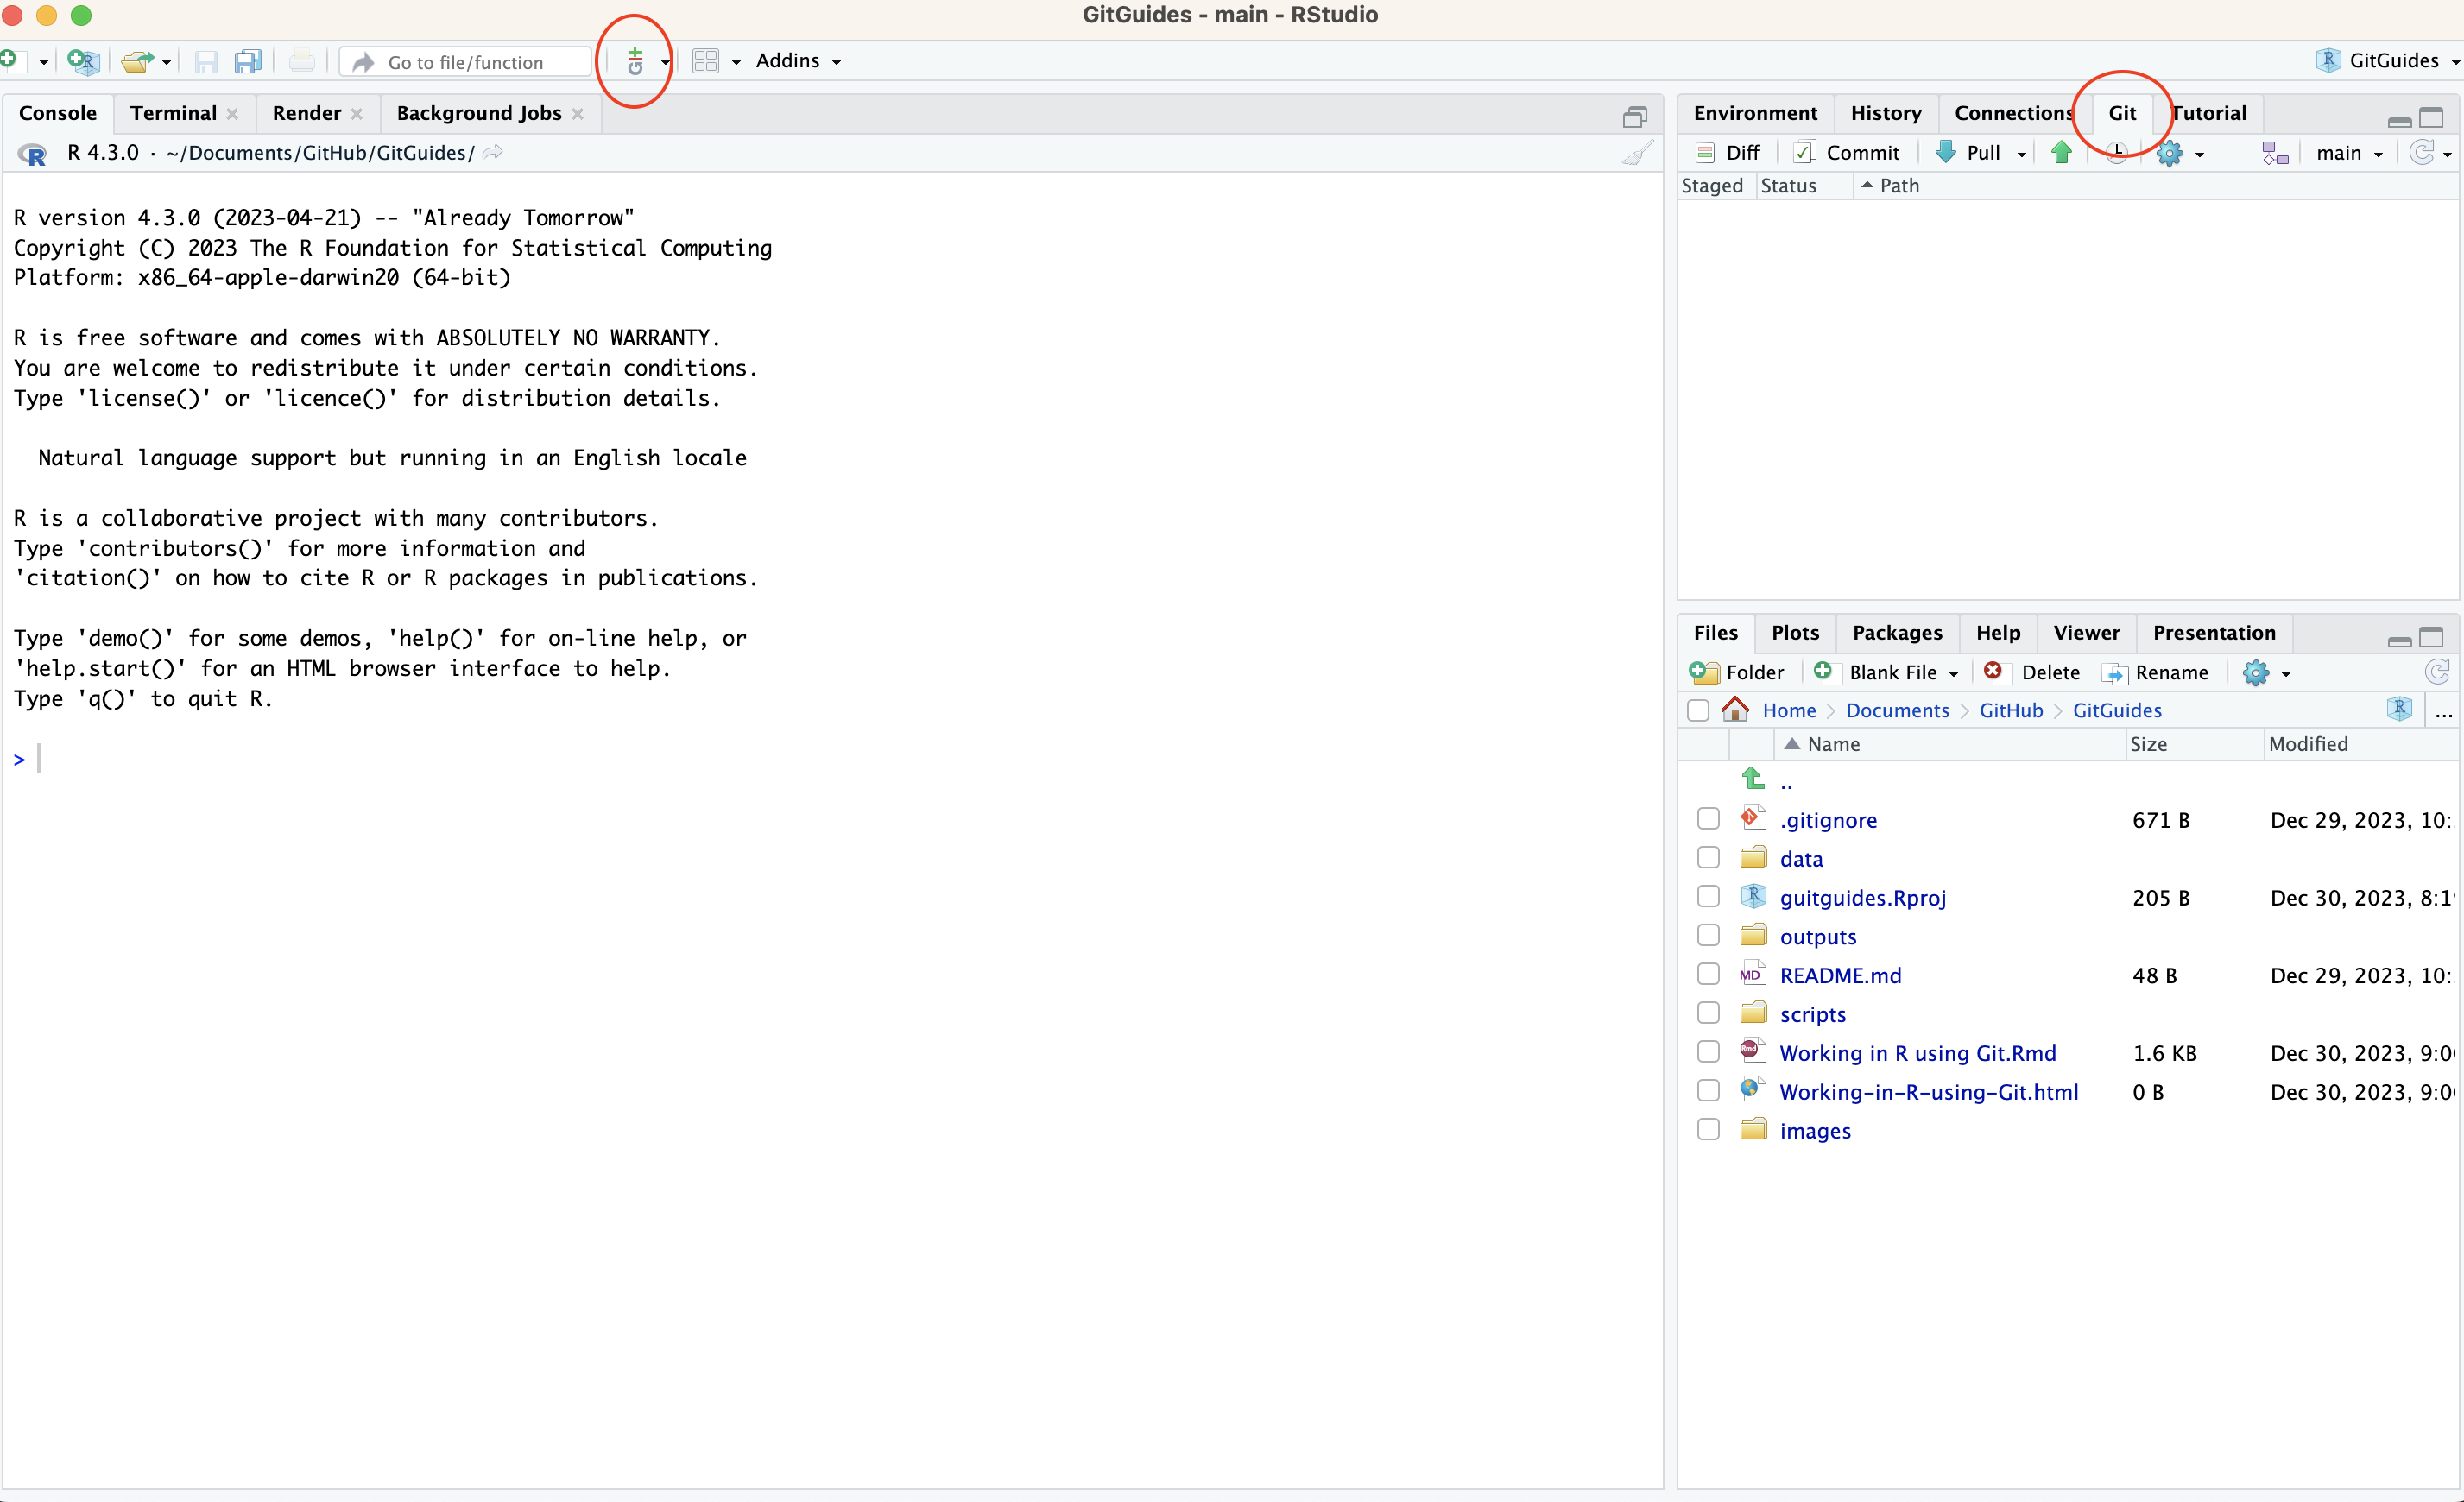 GitGuides - main - RStudio
Go to file/function
Git
Addins
GitGuides
Console Terminal Render Background Jobs
R 4.3.0 · ~/Documents/GitHub/GitGuides/
R version 4.3.0 (2023-04-21) -- "Already Tomorrow"
Copyright (C) 2023 The R Foundation for Statistical Computing
Platform: x86_64-apple-darwin20 (64-bit)
R is free software and comes with ABSOLUTELY NO WARRANTY.
You are welcome to redistribute it under certain conditions.
Type 'license()' or 'licence()' for distribution details.
Natural language support but running in an English locale
R is a collaborative project with many contributors.
Type 'contributors()' for more information and
'citation()' on how to cite R or R packages in publications.
Type 'demo()' for some demos, 'help()' for on-line help, or
'help.start()' for an HTML browser interface to help.
Type 'q()' to quit R.
>
Environment History Connections Git Tutorial
Diff Commit Pull main
Staged Status Path
Files Plots Packages Help Viewer Presentation
Folder Blank File Delete Rename
Home Documents GitHub GitGuides ...
Name Size Modified
..
.gitignore 671 B Dec 29, 2023, 10:
data
guitguides.Rproj 205 B Dec 30, 2023, 8:1
outputs
README.md 48 B Dec 29, 2023, 10:
scripts
Working in R using Git.Rmd 1.6 KB Dec 30, 2023, 9:0
Working-in-R-using-Git.html 0 B Dec 30, 2023, 9:0
images